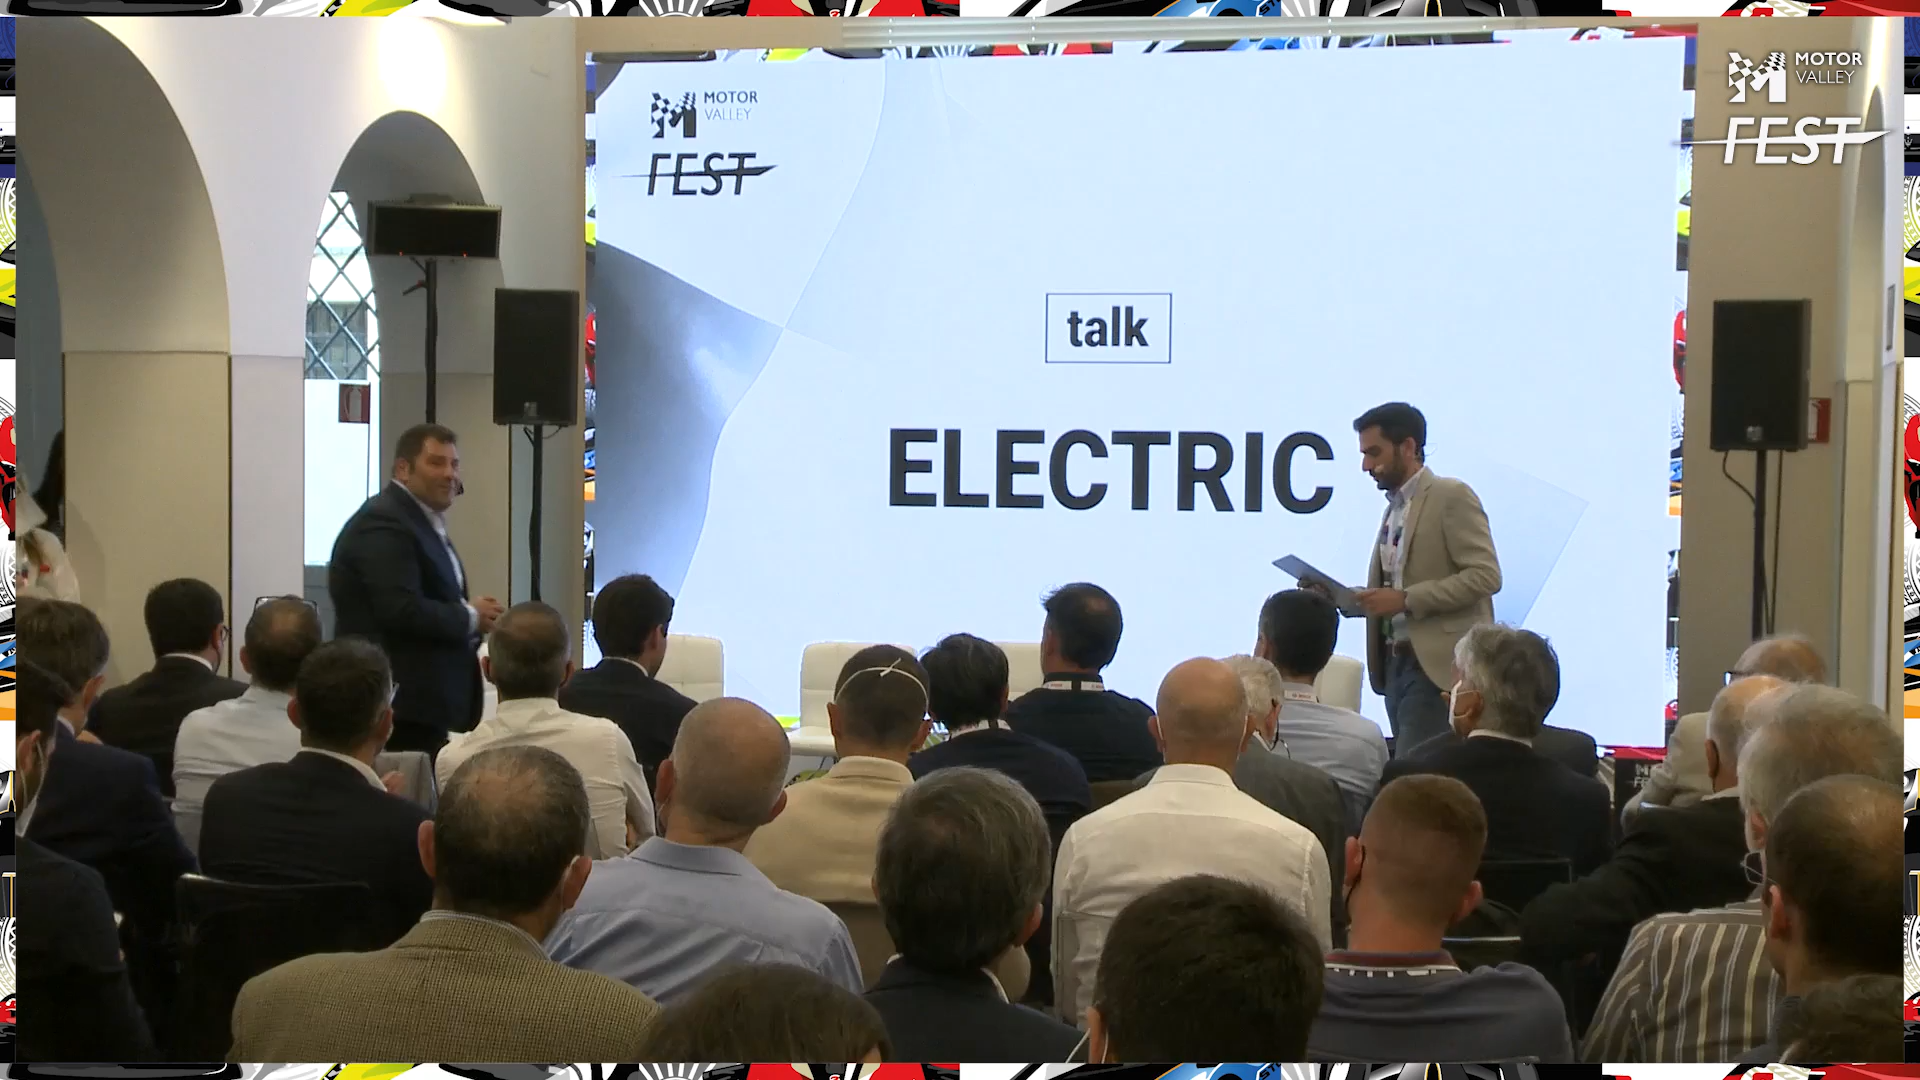 MOTOR
VALLEY
FEST
MOTOR
VALLEY
FEST
talk
ELECTRIC